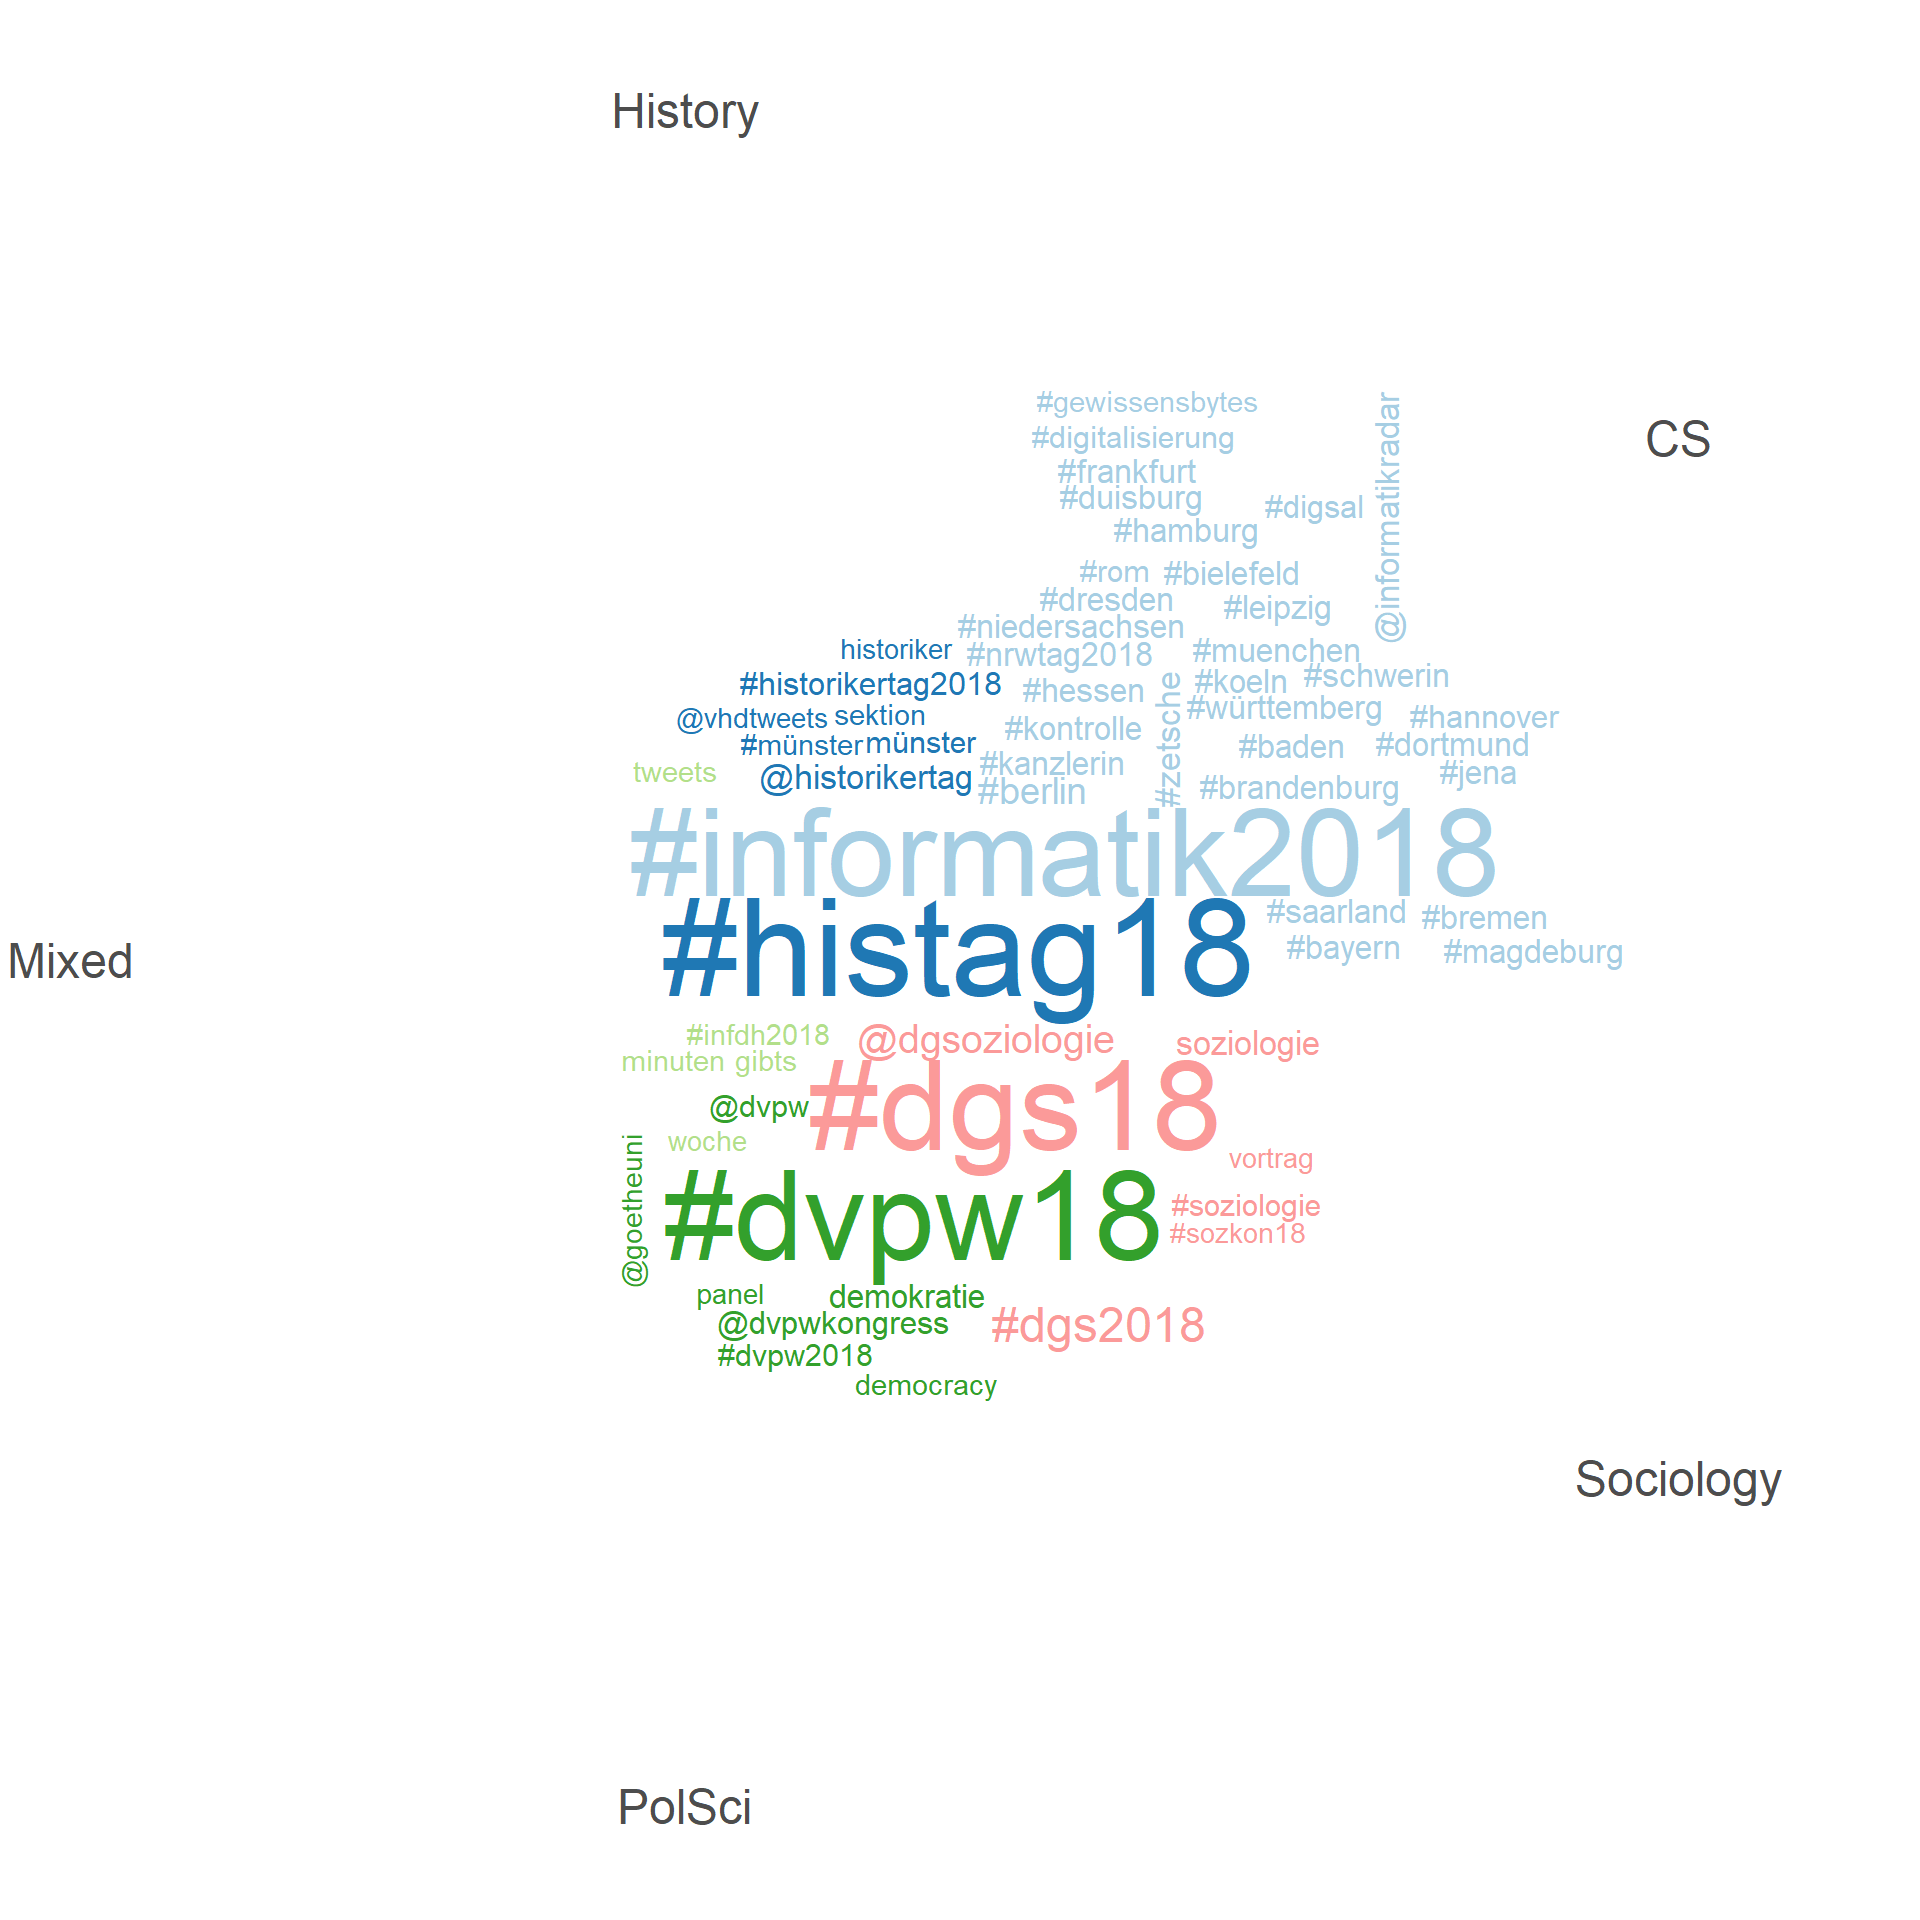 History
CS
#gewissensbytes
@informatikradar
#digitalisierung
#frankfurt
#duisburg
#digsal
#hamburg
#rom
#bielefeld
#dresden
#leipzig
#niedersachsen
historiker
#nrwtag2018
#muenchen
#historikertag2018
#hessen
#zetsche
#koeln
#schwerin
@vhdtweets
sektion
#württemberg
#hannover
#kontrolle
#münster
münster
#baden
#dortmund
tweets
@historikertag
#kanzlerin
#jena
#berlin
#brandenburg
#informatik2018
#histag18
#saarland
#bremen
#bayern
#magdeburg
Mixed
#infdh2018
@dgsoziologie
soziologie
minuten
gibts
#dgs18
@dvpw
woche
vortrag
@goetheuni
#dvpw18
#soziologie
#sozkon18
panel
demokratie
@dvpwkongress
#dgs2018
#dvpw2018
democracy
Sociology
PolSci